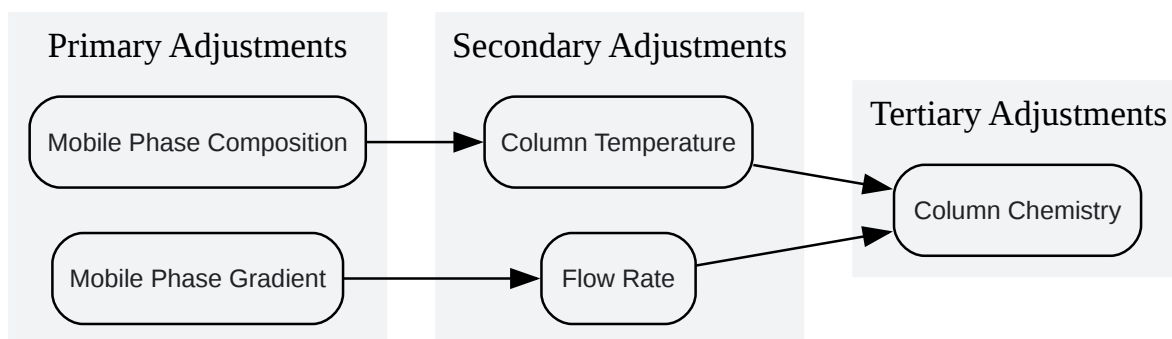 Primary Adjustments
Mobile Phase Composition
Mobile Phase Gradient
Secondary Adjustments
Column Temperature
Flow Rate
Tertiary Adjustments
Column Chemistry